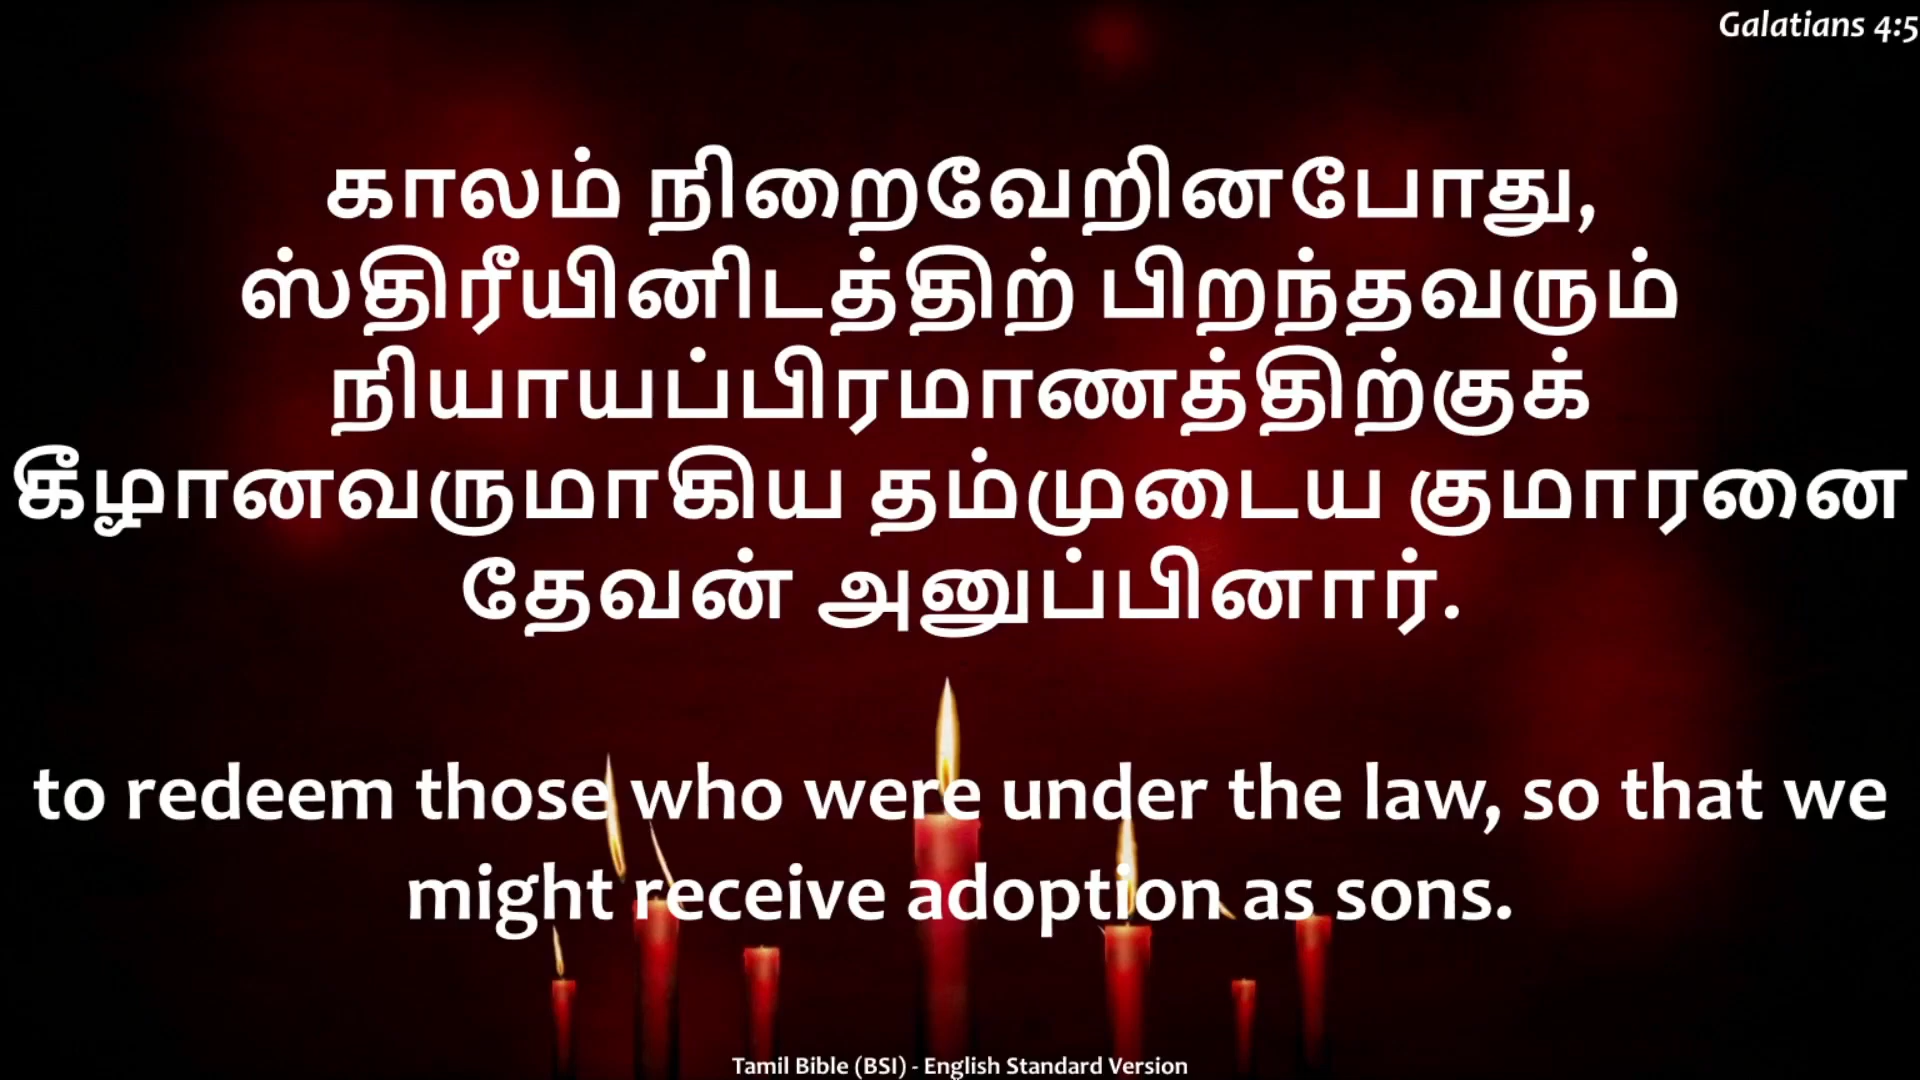 Galatians 4:5
காலம் நிறைவேறினபோது,
ஸ்திரீயினிடத்திற் பிறந்தவரும்
நியாயப்பிரமாணத்திற்குக்
கீழானவருமாகிய தம்முடைய குமாரனை
தேவன் அனுப்பினார்.
to redeem those who were under the law, so that we
might receive adoption as sons.
Tamil Bible (BSI) - English Standard Version